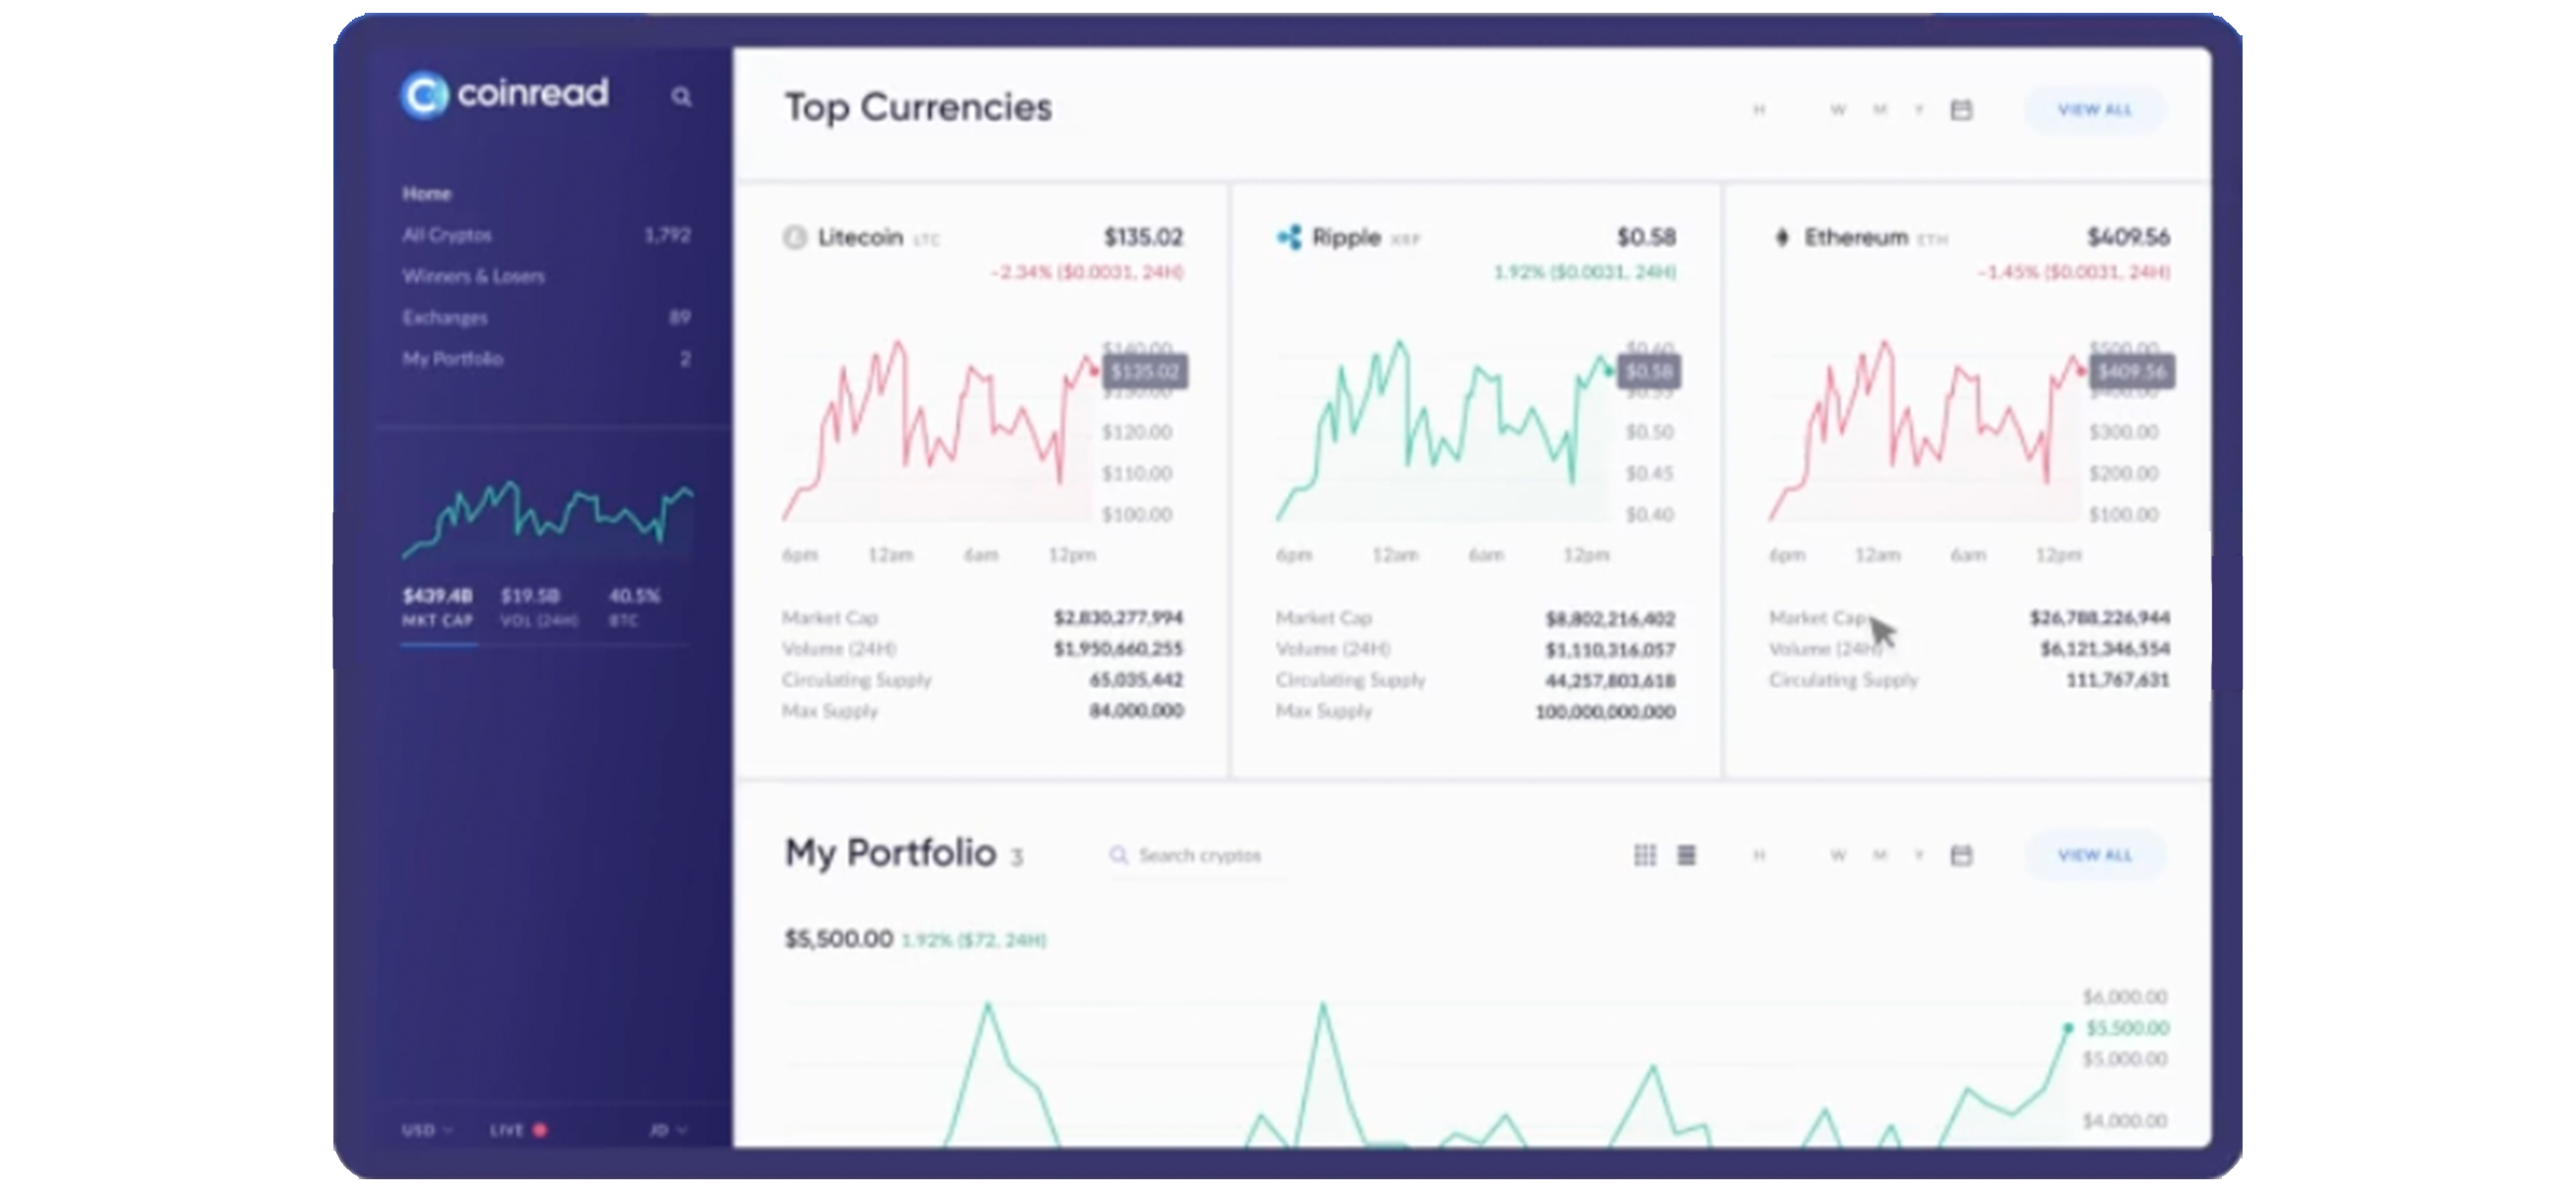 coinread
Home
All Cryptos 1,792
Winners & Losers
Exchanges 89
My Portfolio 2
$439.4B $19.5B 40.5%
MKT CAP VOL (24H) BTC
USD LIVE JD
Top Currencies H W M Y VIEW ALL
Litecoin LTC $135.02
-2.34% ($0.0031, 24H)
$140.00
$135.02
$130.00
$120.00
$110.00
$100.00
6pm 12am 6am 12pm
Market Cap $2,830,277,994
Volume (24H) $1,950,660,255
Circulating Supply 65,035,442
Max Supply 84,000,000
Ripple XRP $0.58
1.92% ($0.0031, 24H)
$0.60
$0.58
$0.55
$0.50
$0.45
$0.40
6pm 12am 6am 12pm
Market Cap $8,802,216,402
Volume (24H) $1,110,316,057
Circulating Supply 44,257,803,618
Max Supply 100,000,000,000
Ethereum ETH $409.56
-1.45% ($0.0031, 24H)
$500.00
$409.56
$400.00
$300.00
$200.00
$100.00
6pm 12am 6am 12pm
Market Cap $26,788,226,944
Volume (24H) $6,121,346,554
Circulating Supply 111,767,631
My Portfolio 3 Search cryptos H W M Y VIEW ALL
$5,500.00 1.92% ($72, 24H)
$6,000.00
$5,500.00
$5,000.00
$4,000.00